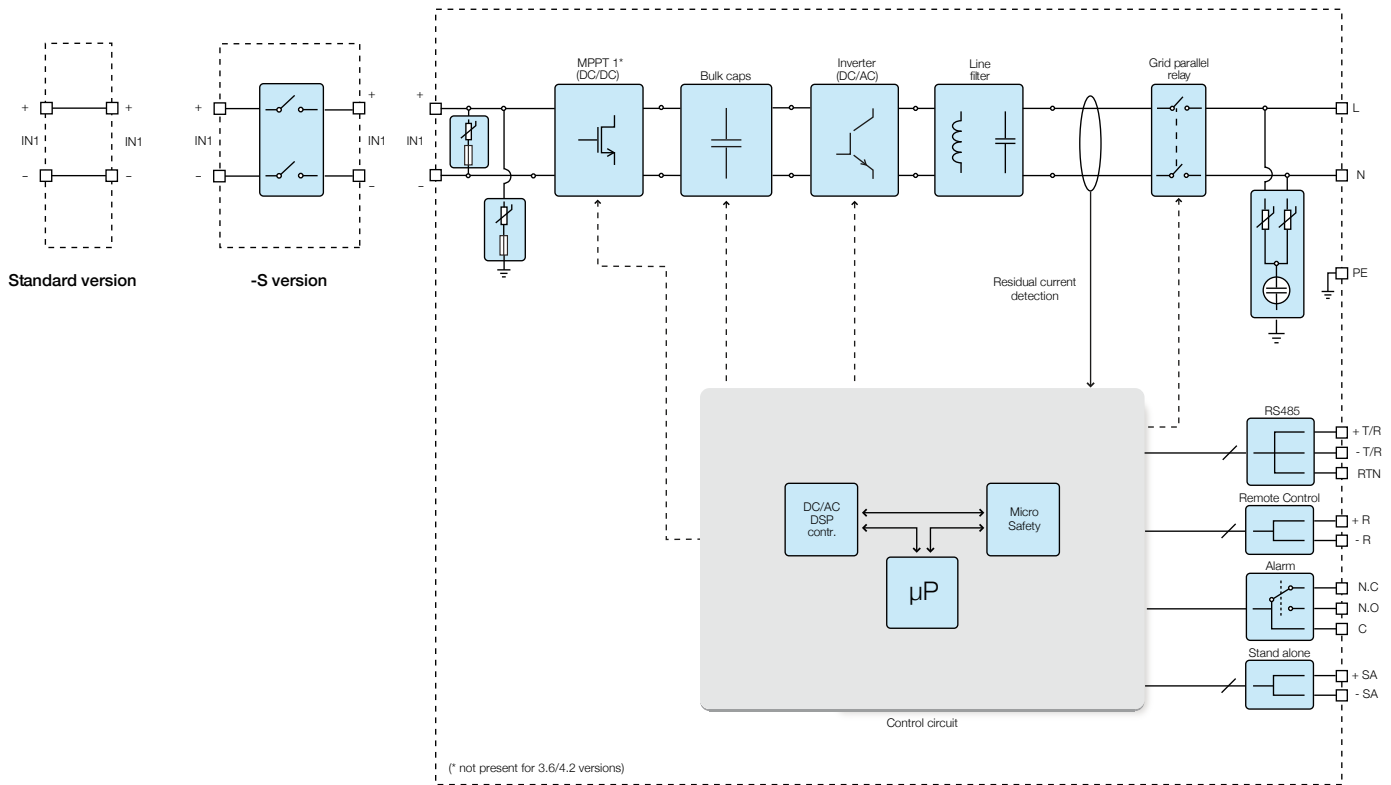 MPPT 1*
(DC/DC)
Bulk caps
Inverter
(DC/AC)
Line
filter
Grid parallel
relay
+
+
IN1
IN1
–
–
Standard version
+
+
IN1
IN1
–
–
-S version
+
IN1
–
L
N
PE
Residual current
detection
RS485
+ T/R
- T/R
RTN
Remote Control
+ R
- R
Alarm
N.C
N.O
C
Stand alone
+ SA
- SA
DC/AC
DSP
contr.
Micro
Safety
µP
Control circuit
(* not present for 3.6/4.2 versions)